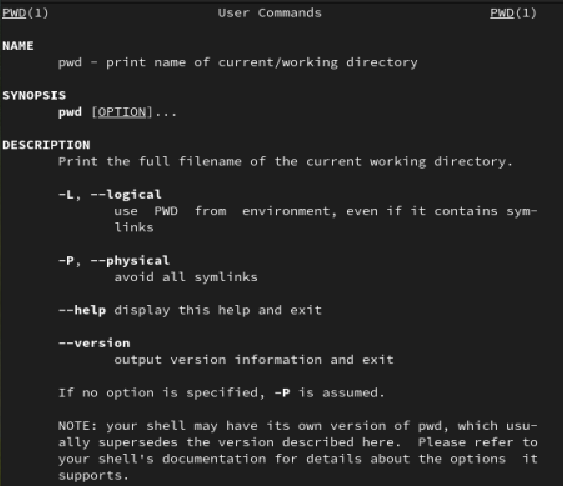 PWD(1) User Commands PWD(1)
NAME
pwd - print name of current/working directory
SYNOPSIS
pwd [OPTION]...
DESCRIPTION
Print the full filename of the current working directory.
-L, --logical
use PWD from environment, even if it contains sym-
links
-P, --physical
avoid all symlinks
--help display this help and exit
--version
output version information and exit
If no option is specified, -P is assumed.
NOTE: your shell may have its own version of pwd, which usu-
ally supersedes the version described here. Please refer to
your shell's documentation for details about the options it
supports.